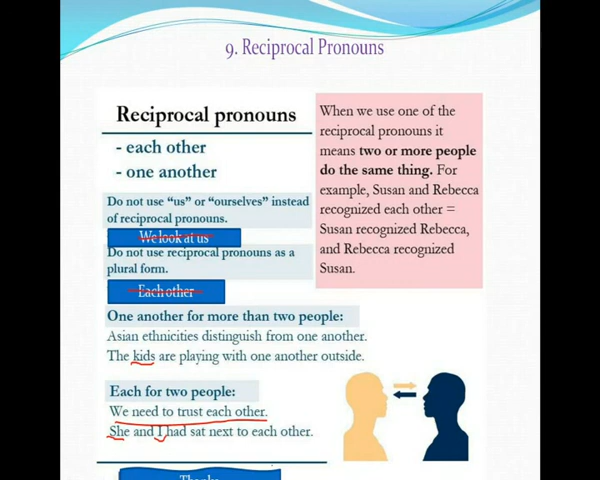 9. Reciprocal Pronouns
Reciprocal pronouns
- each other
- one another
Do not use “us” or “ourselves” instead
of reciprocal pronouns.
We look at us
Do not use reciprocal pronouns as a
plural form.
Each other
One another for more than two people:
Asian ethnicities distinguish from one another.
The kids are playing with one another outside.
Each for two people:
We need to trust each other.
She and I had sat next to each other.
When we use one of the
reciprocal pronouns it
means two or more people
do the same thing. For
example, Susan and Rebecca
recognized each other =
Susan recognized Rebecca,
and Rebecca recognized
Susan.